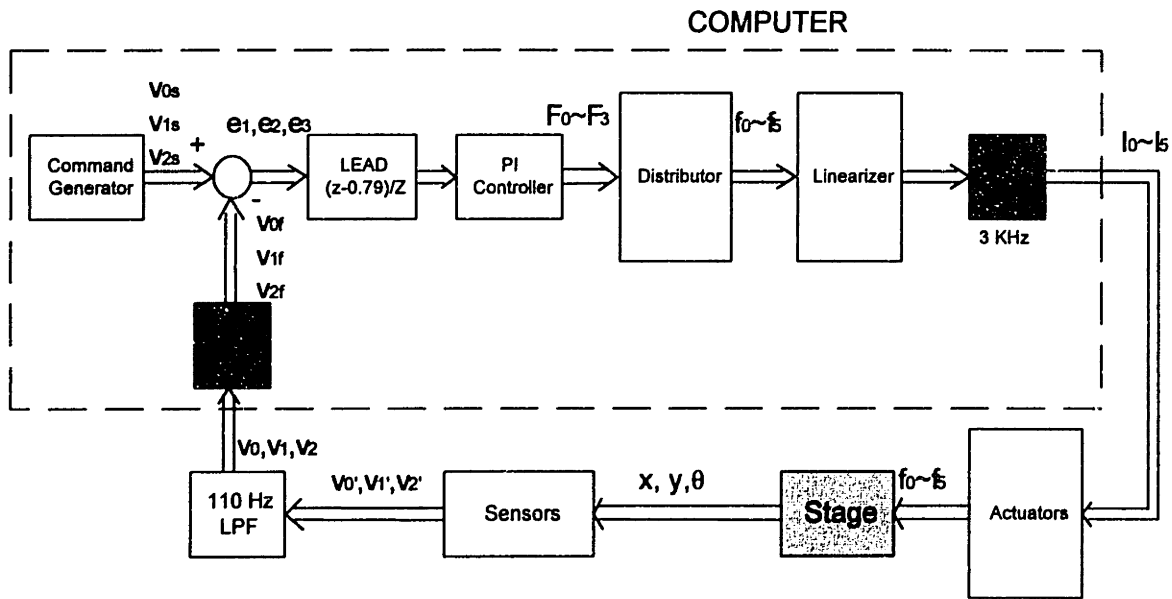 COMPUTER
V0s
V1s
V2s
+
e1,e2,e3
F0~F3
f0~f5
I0~I5
Command
Generator
LEAD
(z-0.79)/Z
PI
Controller
Distributor
Linearizer
3 KHz
-
V0f
V1f
V2f
V0,V1,V2
110 Hz
LPF
V0',V1',V2'
Sensors
x, y,θ
Stage
f0~f5
Actuators